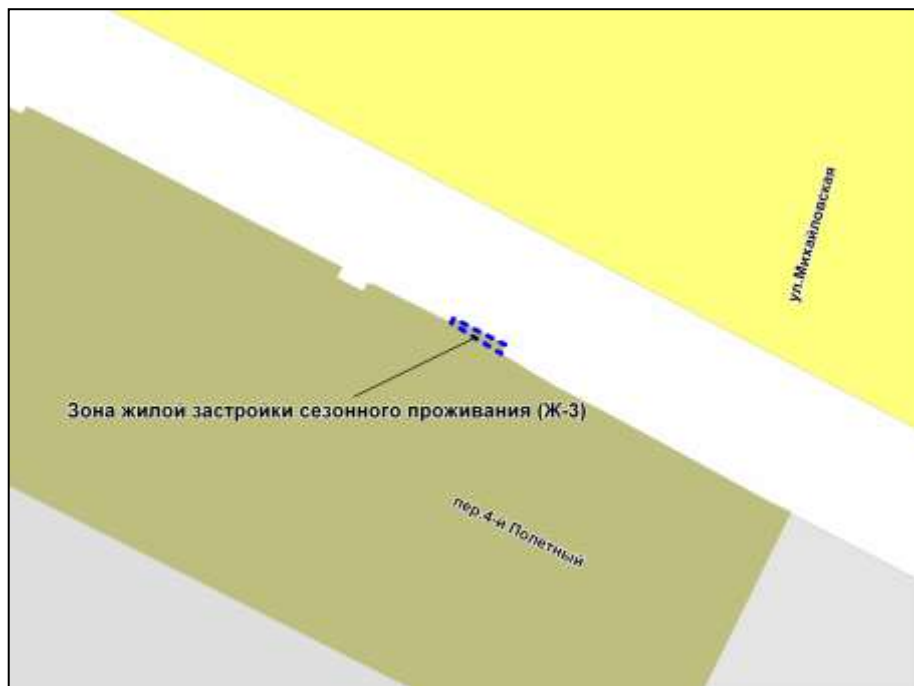 ул.Михайловская
Зона жилой застройки сезонного проживания (Ж-3)
пер.4-й Полетный